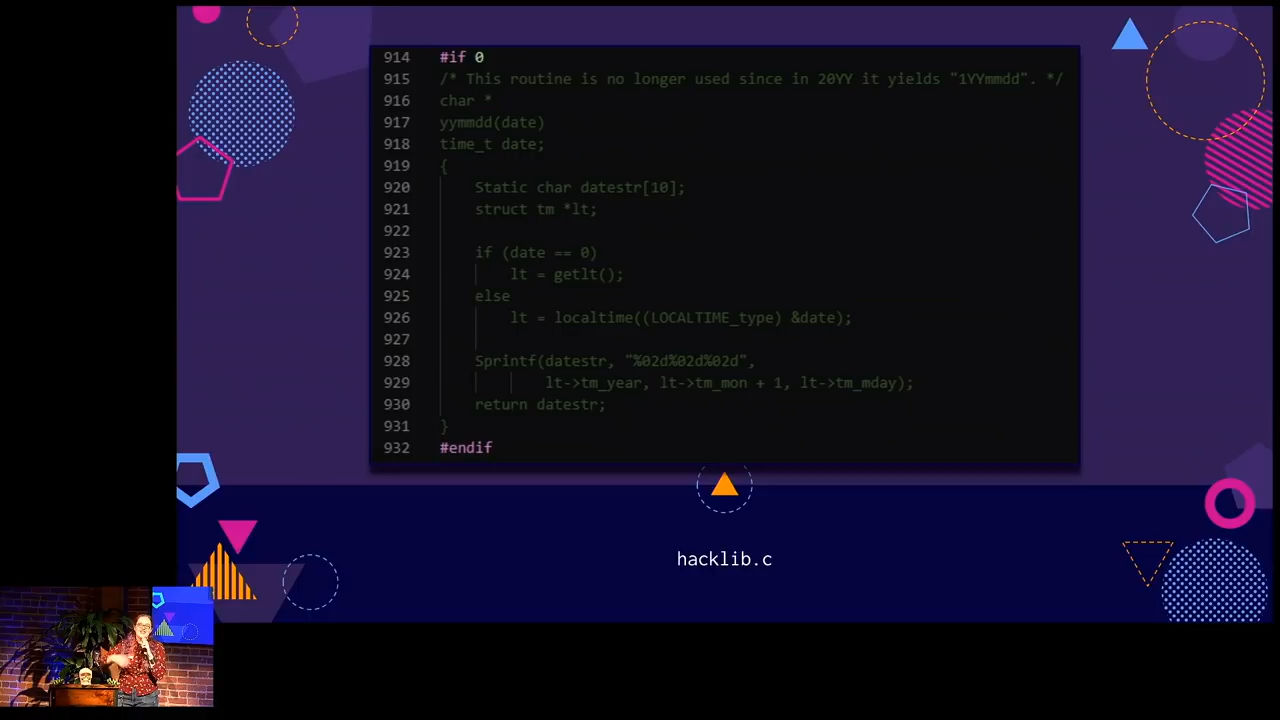 914 #if 0
915 /* This routine is no longer used since in 20YY it yields "1YYmmdd". */
916 char *
917 yymmdd(date)
918 time_t date;
919 {
920     Static char datestr[10];
921     struct tm *lt;
922
923     if (date == 0)
924         lt = getlt();
925     else
926         lt = localtime((LOCALTIME_type) &date);
927
928     Sprintf(datestr, "%02d%02d%02d",
929             lt->tm_year, lt->tm_mon + 1, lt->tm_mday);
930     return datestr;
931 }
932 #endif
hacklib.c